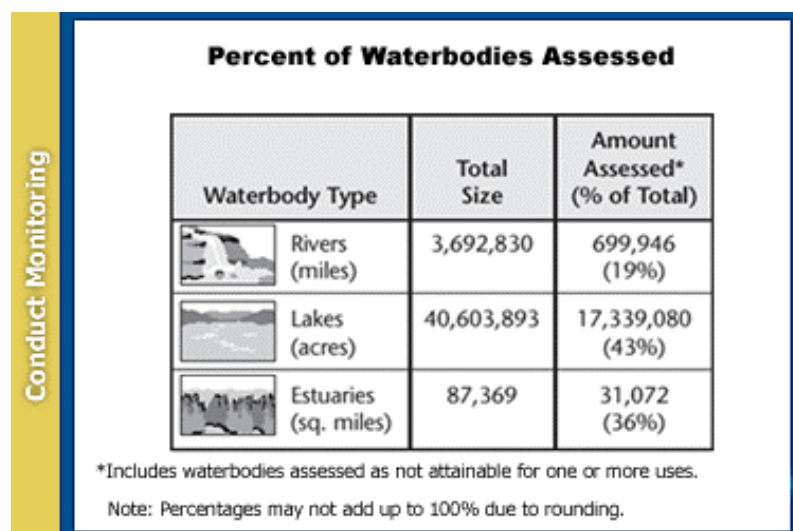 Conduct Monitoring
Percent of Waterbodies Assessed
Waterbody Type
Total
Size
Amount
Assessed*
(% of Total)
Rivers
(miles)
3,692,830
699,946
(19%)
Lakes
(acres)
40,603,893
17,339,080
(43%)
Estuaries
(sq. miles)
87,369
31,072
(36%)
*Includes waterbodies assessed as not attainable for one or more uses.
Note: Percentages may not add up to 100% due to rounding.